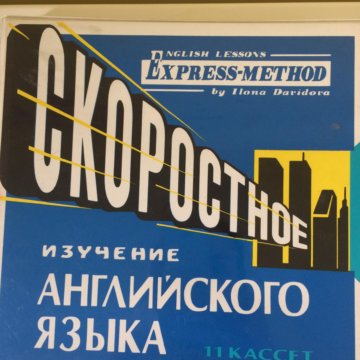 ENGLISH LESSONS
EXPRESS-METHOD
by Ilona Davidova
СКОРОСТНОЕ
ИЗУЧЕНИЕ
АНГЛИЙСКОГО
ЯЗЫКА
11 КАССЕТ